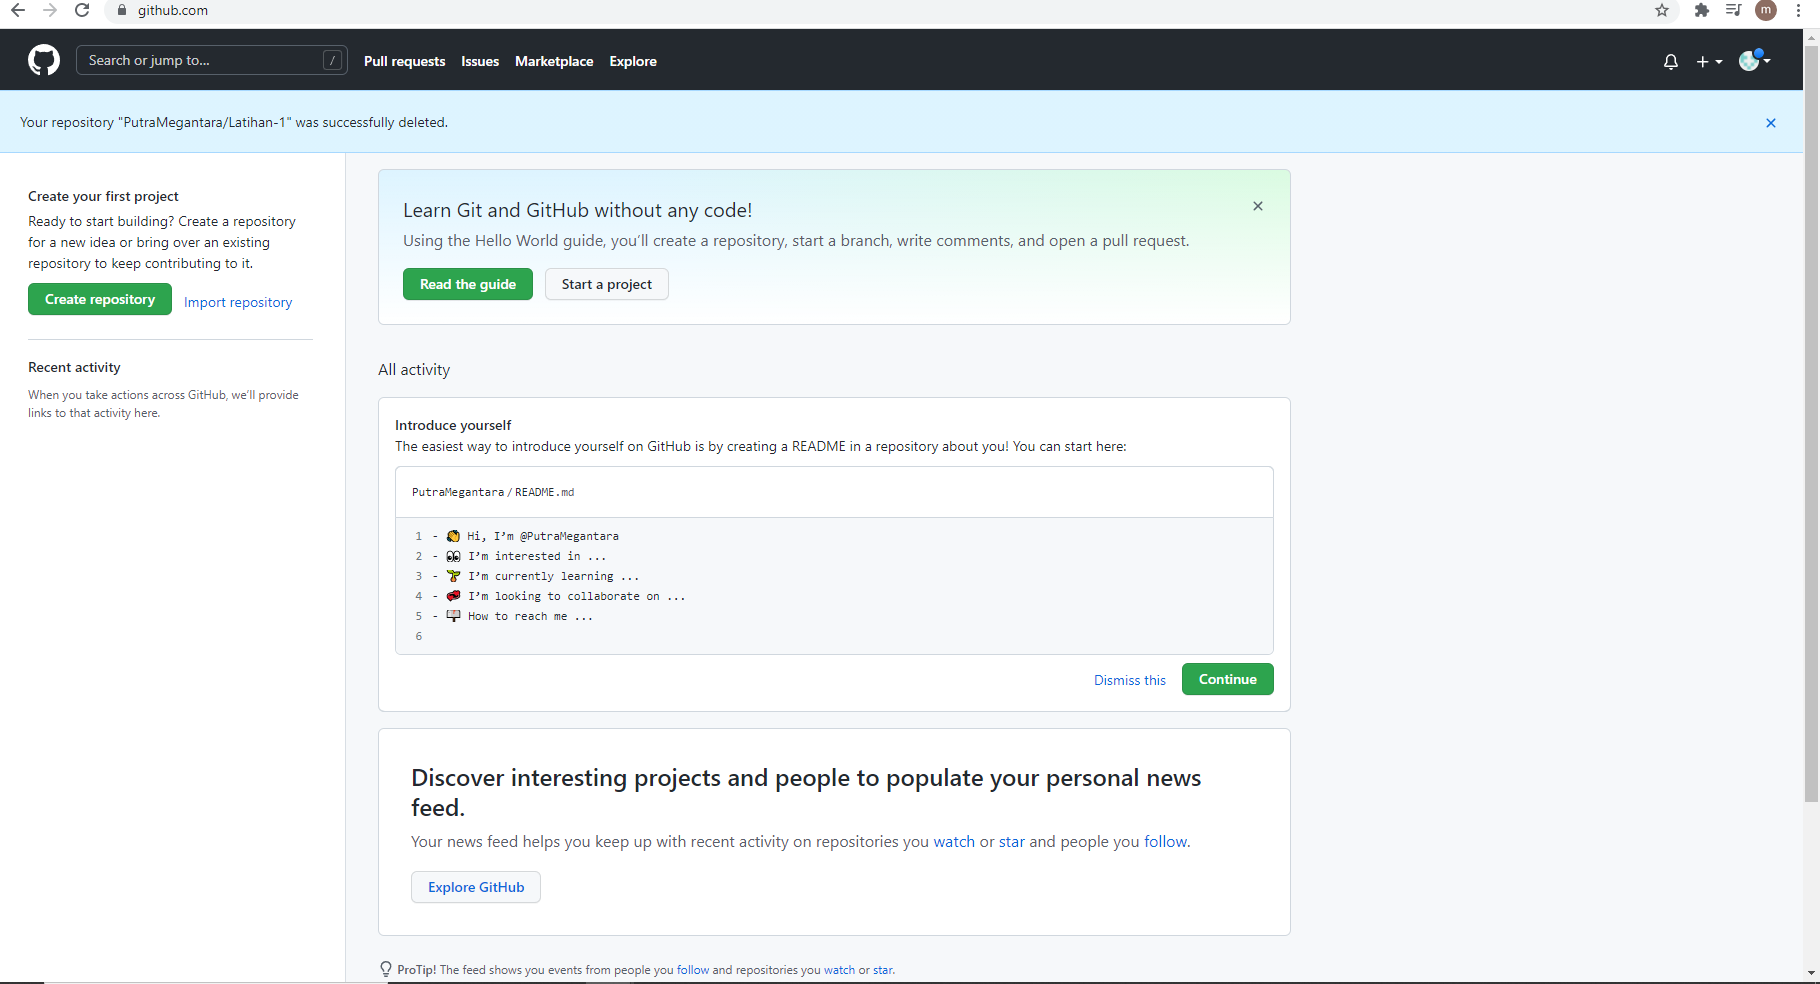 github.com
m
Search or jump to...
/
Pull requests
Issues
Marketplace
Explore
Your repository "PutraMegantara/Latihan-1" was successfully deleted.
Create your first project
Ready to start building? Create a repository
for a new idea or bring over an existing
repository to keep contributing to it.
Create repository
Import repository
Recent activity
When you take actions across GitHub, we’ll provide
links to that activity here.
Learn Git and GitHub without any code!
Using the Hello World guide, you’ll create a repository, start a branch, write comments, and open a pull request.
Read the guide
Start a project
All activity
Introduce yourself
The easiest way to introduce yourself on GitHub is by creating a README in a repository about you! You can start here:
PutraMegantara / README.md
1 - 👋 Hi, I’m @PutraMegantara
2 - 👀 I’m interested in ...
3 - 🌱 I’m currently learning ...
4 - 💞️ I’m looking to collaborate on ...
5 - 📫 How to reach me ...
6
Dismiss this
Continue
Discover interesting projects and people to populate your personal news
feed.
Your news feed helps you keep up with recent activity on repositories you watch or star and people you follow.
Explore GitHub
ProTip! The feed shows you events from people you follow and repositories you watch or star.